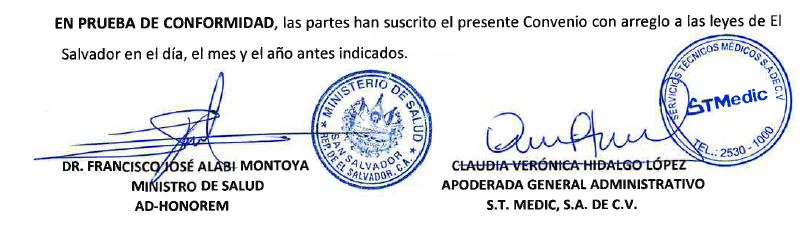 EN PRUEBA DE CONFORMIDAD, las partes han suscrito el presente Convenio con arreglo a las leyes de El
Salvador en el día, el mes y el año antes indicados.
MINISTERIO DE SALUD
SAN SALVADOR
REP. DE EL SALVADOR, C.A.
DR. FRANCISCO JOSÉ ALABI MONTOYA
MINISTRO DE SALUD
AD-HONOREM
SERVICIOS TÉCNICOS MÉDICOS S.A DE C.V
STMedic
TEL.: 2530 - 1000
CLAUDIA VERÓNICA HIDALGO LÓPEZ
APODERADA GENERAL ADMINISTRATIVO
S.T. MEDIC, S.A. DE C.V.